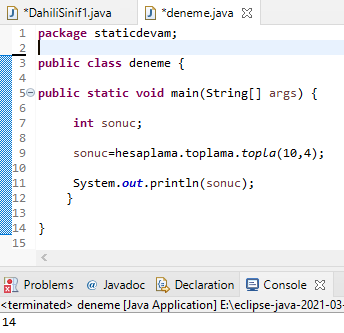 *DahiliSinif1.java *deneme.java
1 package staticdevam;
2
3 public class deneme {
4
5 public static void main(String[] args) {
6
7 int sonuc;
8
9 sonuc=hesaplama.toplama.topla(10,4);
10
11 System.out.println(sonuc);
12 }
13
14 }
15
Problems @ Javadoc Declaration Console
<terminated> deneme [Java Application] E:\eclipse-java-2021-03-
14